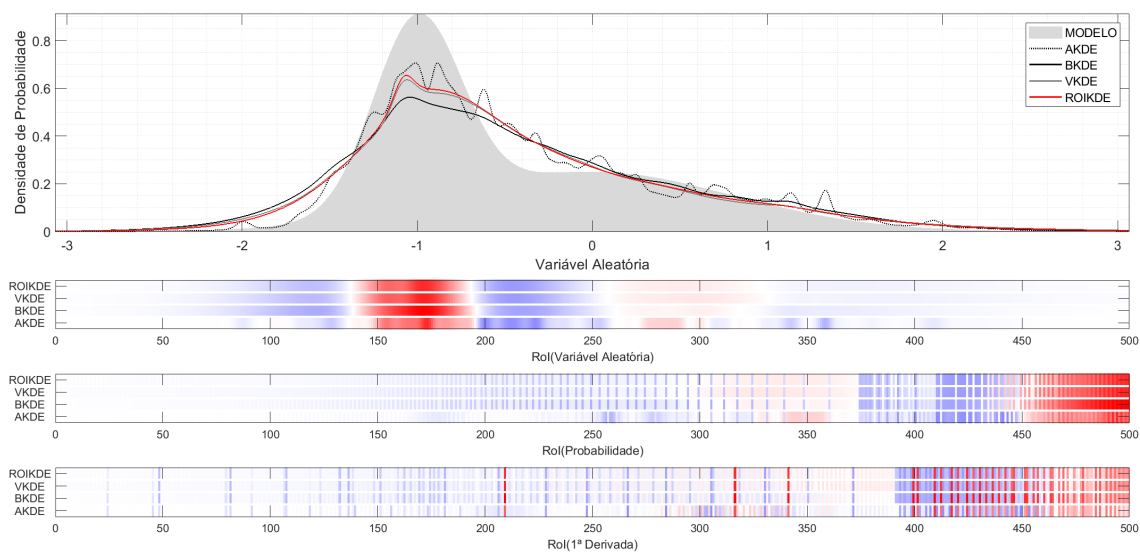 Densidade de Probabilidade
0.8
0.6
0.4
0.2
0
-3
-2
-1
0
1
2
3
Variável Aleatória
MODELO
AKDE
BKDE
VKDE
ROIKDE
ROIKDE
VKDE
BKDE
AKDE
0
50
100
150
200
250
300
350
400
450
500
RoI(Variável Aleatória)
ROIKDE
VKDE
BKDE
AKDE
0
50
100
150
200
250
300
350
400
450
500
RoI(Probabilidade)
ROIKDE
VKDE
BKDE
AKDE
0
50
100
150
200
250
300
350
400
450
500
RoI(1ª Derivada)